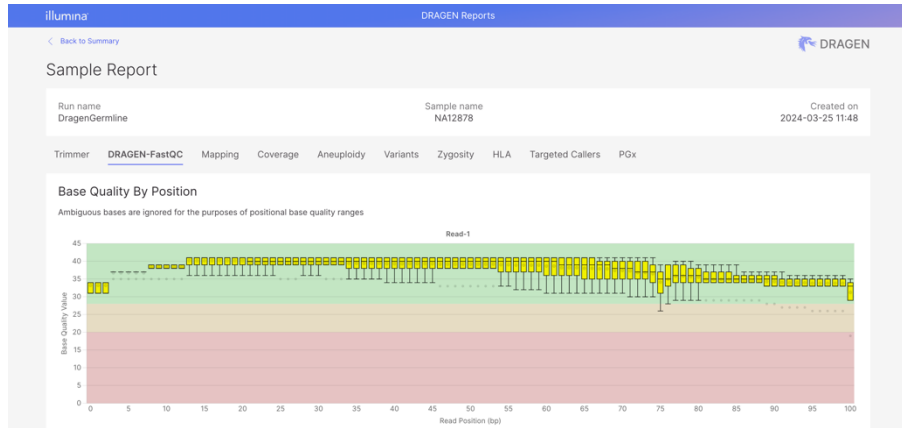 illumina DRAGEN Reports
Back to Summary
DRAGEN
Sample Report
Run name Sample name Created on
DragenGermline NA12878 2024-03-25 11:48
Trimmer DRAGEN-FastQC Mapping Coverage Aneuploidy Variants Zygosity HLA Targeted Callers PGx
Base Quality By Position
Ambiguous bases are ignored for the purposes of positional base quality ranges
Read-1
45
40
35
30
25
20
15
10
5
0
Base Quality Value
0 5 10 15 20 25 30 35 40 45 50 55 60 65 70 75 80 85 90 95 100
Read Position (bp)